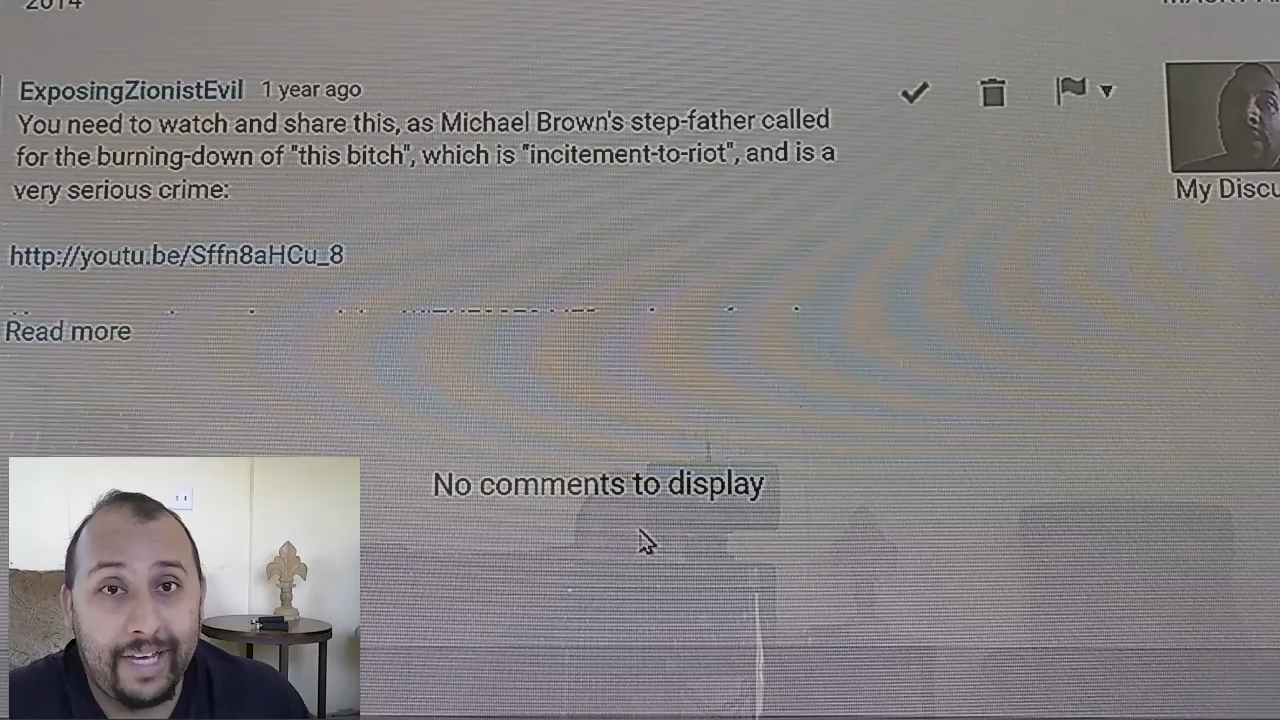 2014
ExposingZionistEvil 1 year ago
You need to watch and share this, as Michael Brown's step-father called
for the burning-down of "this bitch", which is "incitement-to-riot", and is a
very serious crime:
http://youtu.be/Sffn8aHCu_8
Read more
My Discu
No comments to display